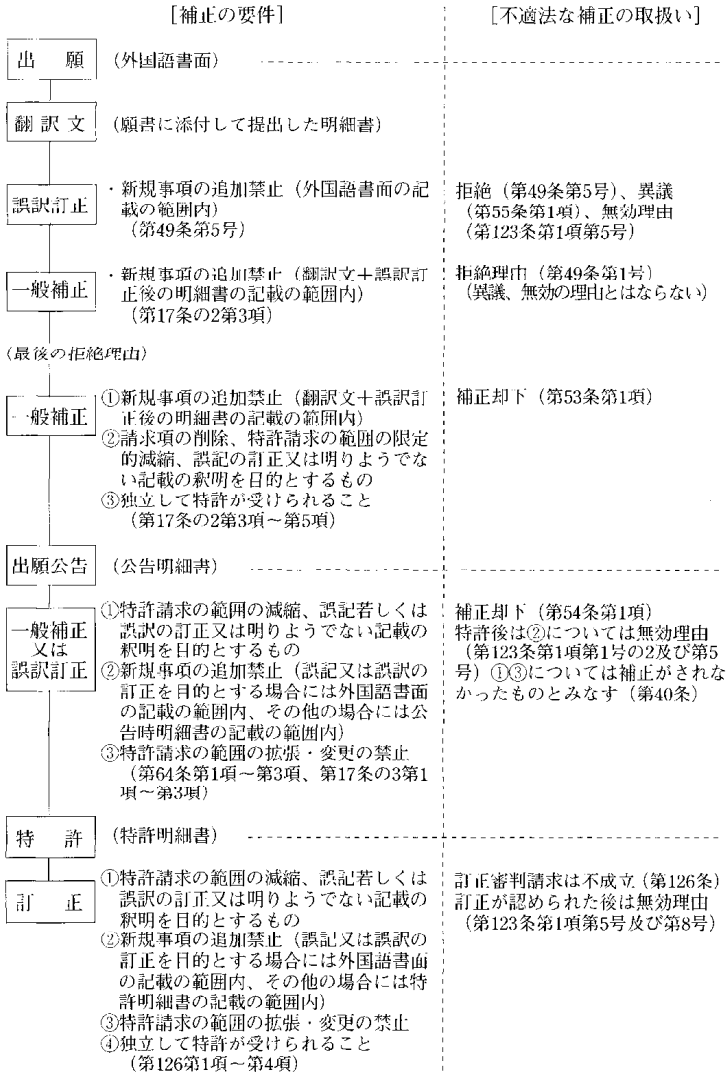 [補正の要件]
[不適法な補正の取扱い]
出 願
(外国語書面)
翻訳文
(願書に添付して提出した明細書)
誤訳訂正
・新規事項の追加禁止(外国語書面の記
載の範囲内)
(第49条第5号)
拒絶(第49条第5号)、異議
(第55条第1項)、無効理由
(第123条第1項第5号)
一般補正
・新規事項の追加禁止(翻訳文+誤訳訂
正後の明細書の記載の範囲内)
(第17条の2第3項)
拒絶理由(第49条第1号)
(異議、無効の理由とはならない)
(最後の拒絶理由)
一般補正
①新規事項の追加禁止(翻訳文+誤訳訂
正後の明細書の記載の範囲内)
②請求項の削除、特許請求の範囲の限定
的減縮、誤記の訂正又は明りようでな
い記載の釈明を目的とするもの
③独立して特許が受けられること
(第17条の2第3項~第5項)
補正却下(第53条第1項)
出願公告
(公告明細書)
一般補正
又は
誤訳訂正
①特許請求の範囲の減縮、誤記若しくは
誤訳の訂正又は明りようでない記載の
釈明を目的とするもの
②新規事項の追加禁止(誤記又は誤訳の
訂正を目的とする場合には外国語書面
の記載の範囲内、その他の場合には公
告時明細書の記載の範囲内)
③特許請求の範囲の拡張・変更の禁止
(第64条第1項~第3項、第17条の3第1
項~第3項)
補正却下(第54条第1項)
特許後は②については無効理由
(第123条第1項第1号の2及び第5
号)①③については補正がされな
かったものとみなす(第40条)
特 許
(特許明細書)
訂 正
①特許請求の範囲の減縮、誤記若しくは
誤訳の訂正又は明りようでない記載の
釈明を目的とするもの
②新規事項の追加禁止(誤記又は誤訳の
訂正を目的とする場合には外国語書面
の記載の範囲内、その他の場合には特
許明細書の記載の範囲内)
③特許請求の範囲の拡張・変更の禁止
④独立して特許が受けられること
(第126第1項~第4項)
訂正審判請求は不成立(第126条)
訂正が認められた後は無効理由
(第123条第1項第5号及び第8号)